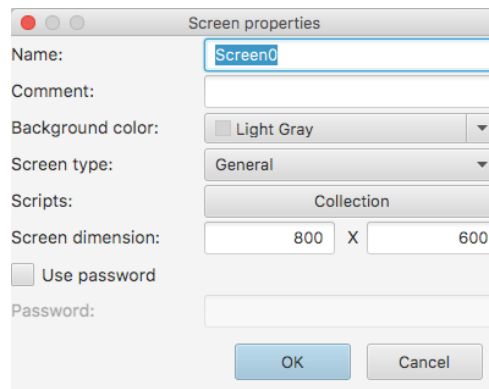 Screen properties
Name: Screen0
Comment:
Background color: Light Gray
Screen type: General
Scripts: Collection
Screen dimension: 800 X 600
Use password
Password:
OK Cancel